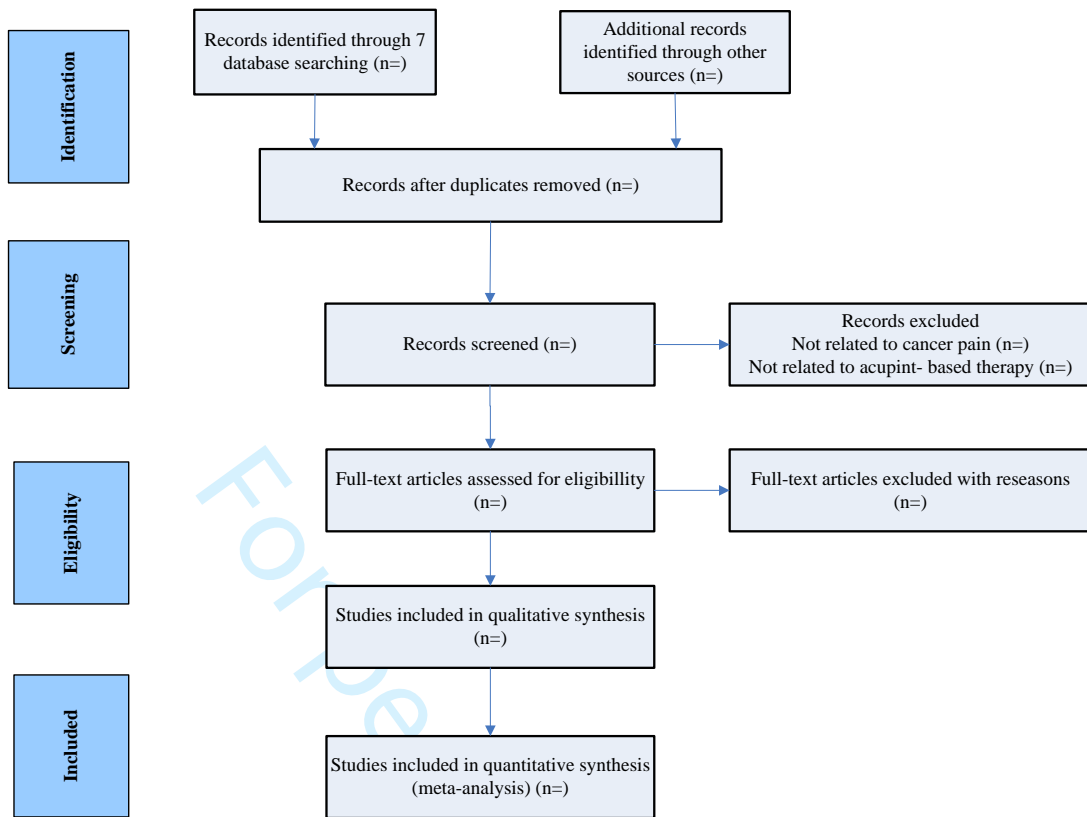 Identification
Records identified through 7
database searching (n=)
Additional records
identified through other
sources (n=)
Records after duplicates removed (n=)
Screening
Records screened (n=)
Records excluded
Not related to cancer pain (n=)
Not related to acupint- based therapy (n=)
Eligibility
Full-text articles assessed for eligibillity
(n=)
Full-text articles excluded with reseasons
(n=)
Studies included in qualitative synthesis
(n=)
Included
Studies included in quantitative synthesis
(meta-analysis) (n=)
For pe